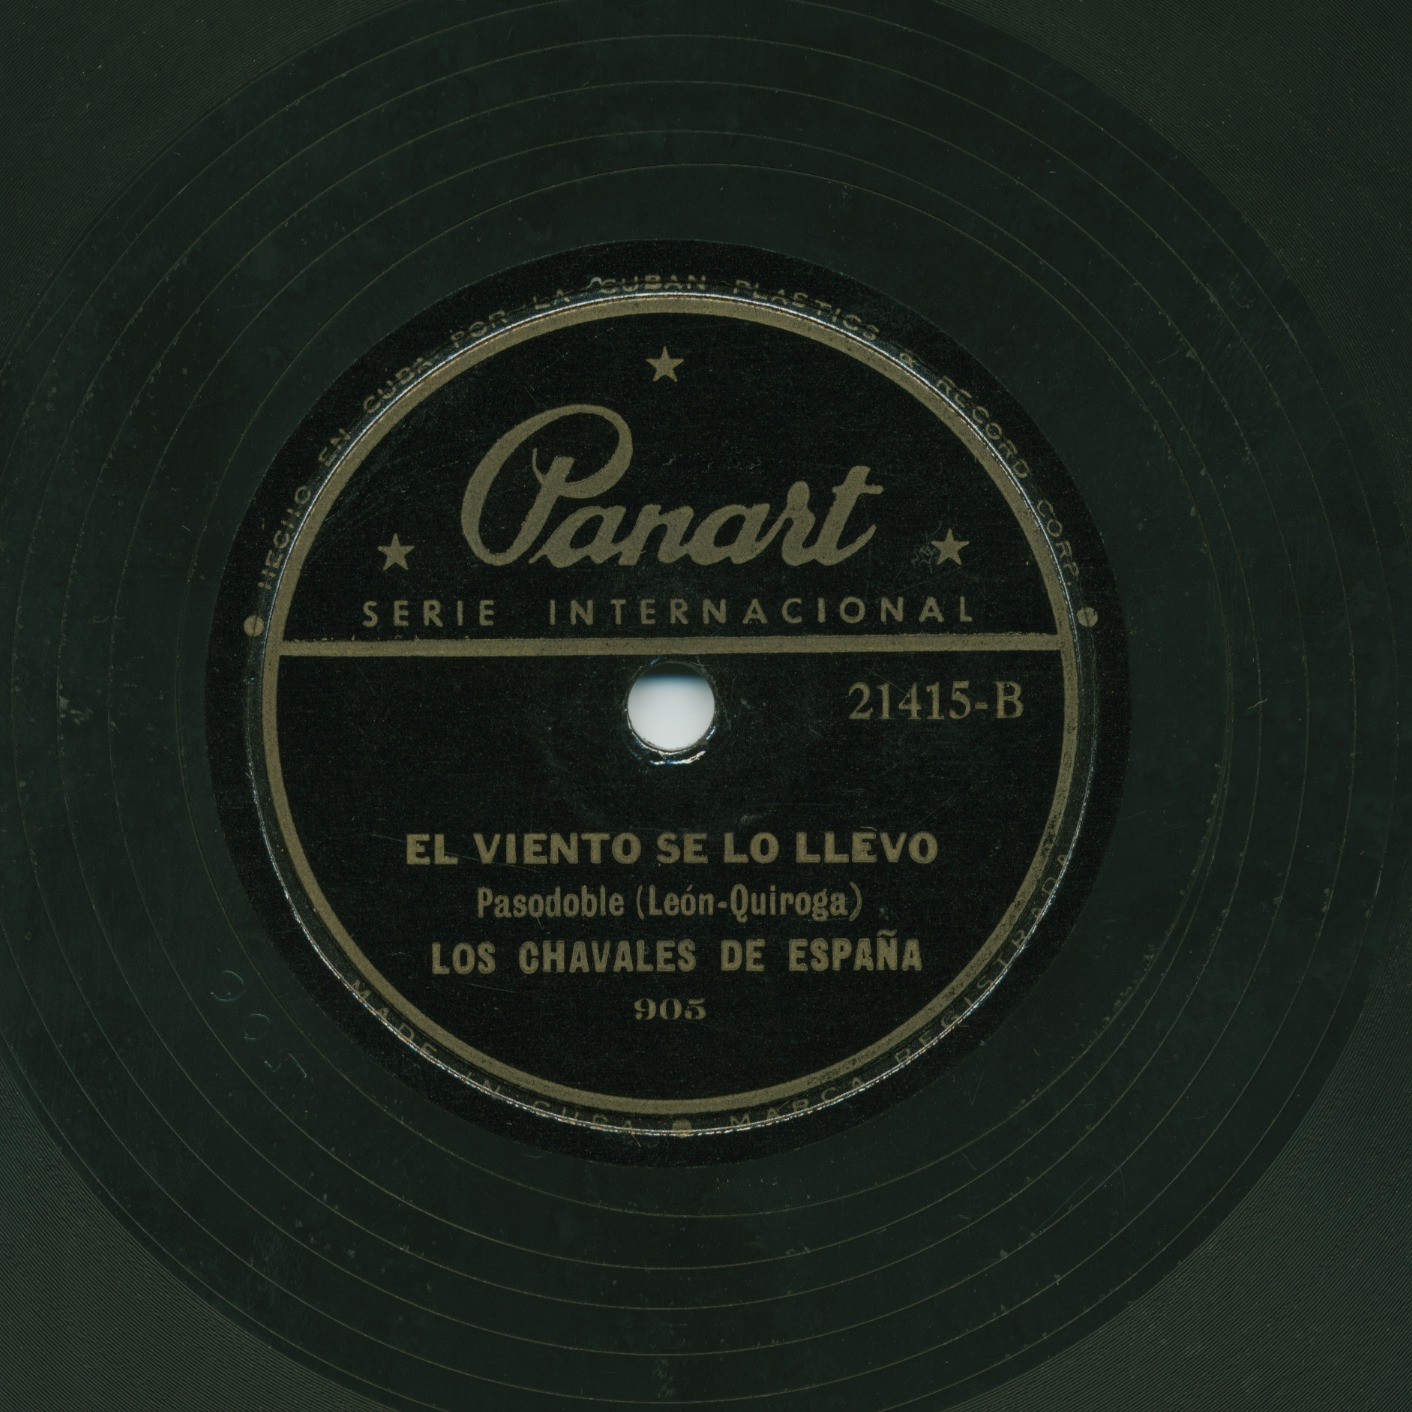 HECHO EN CUBA POR LA CUBAN PLASTICS & RECORD CORP.
Panart
SERIE INTERNACIONAL
21415-B
EL VIENTO SE LO LLEVO
Pasodoble (León-Quiroga)
LOS CHAVALES DE ESPAÑA
905
MADE IN CUBA • MARCA REGISTRADA
905